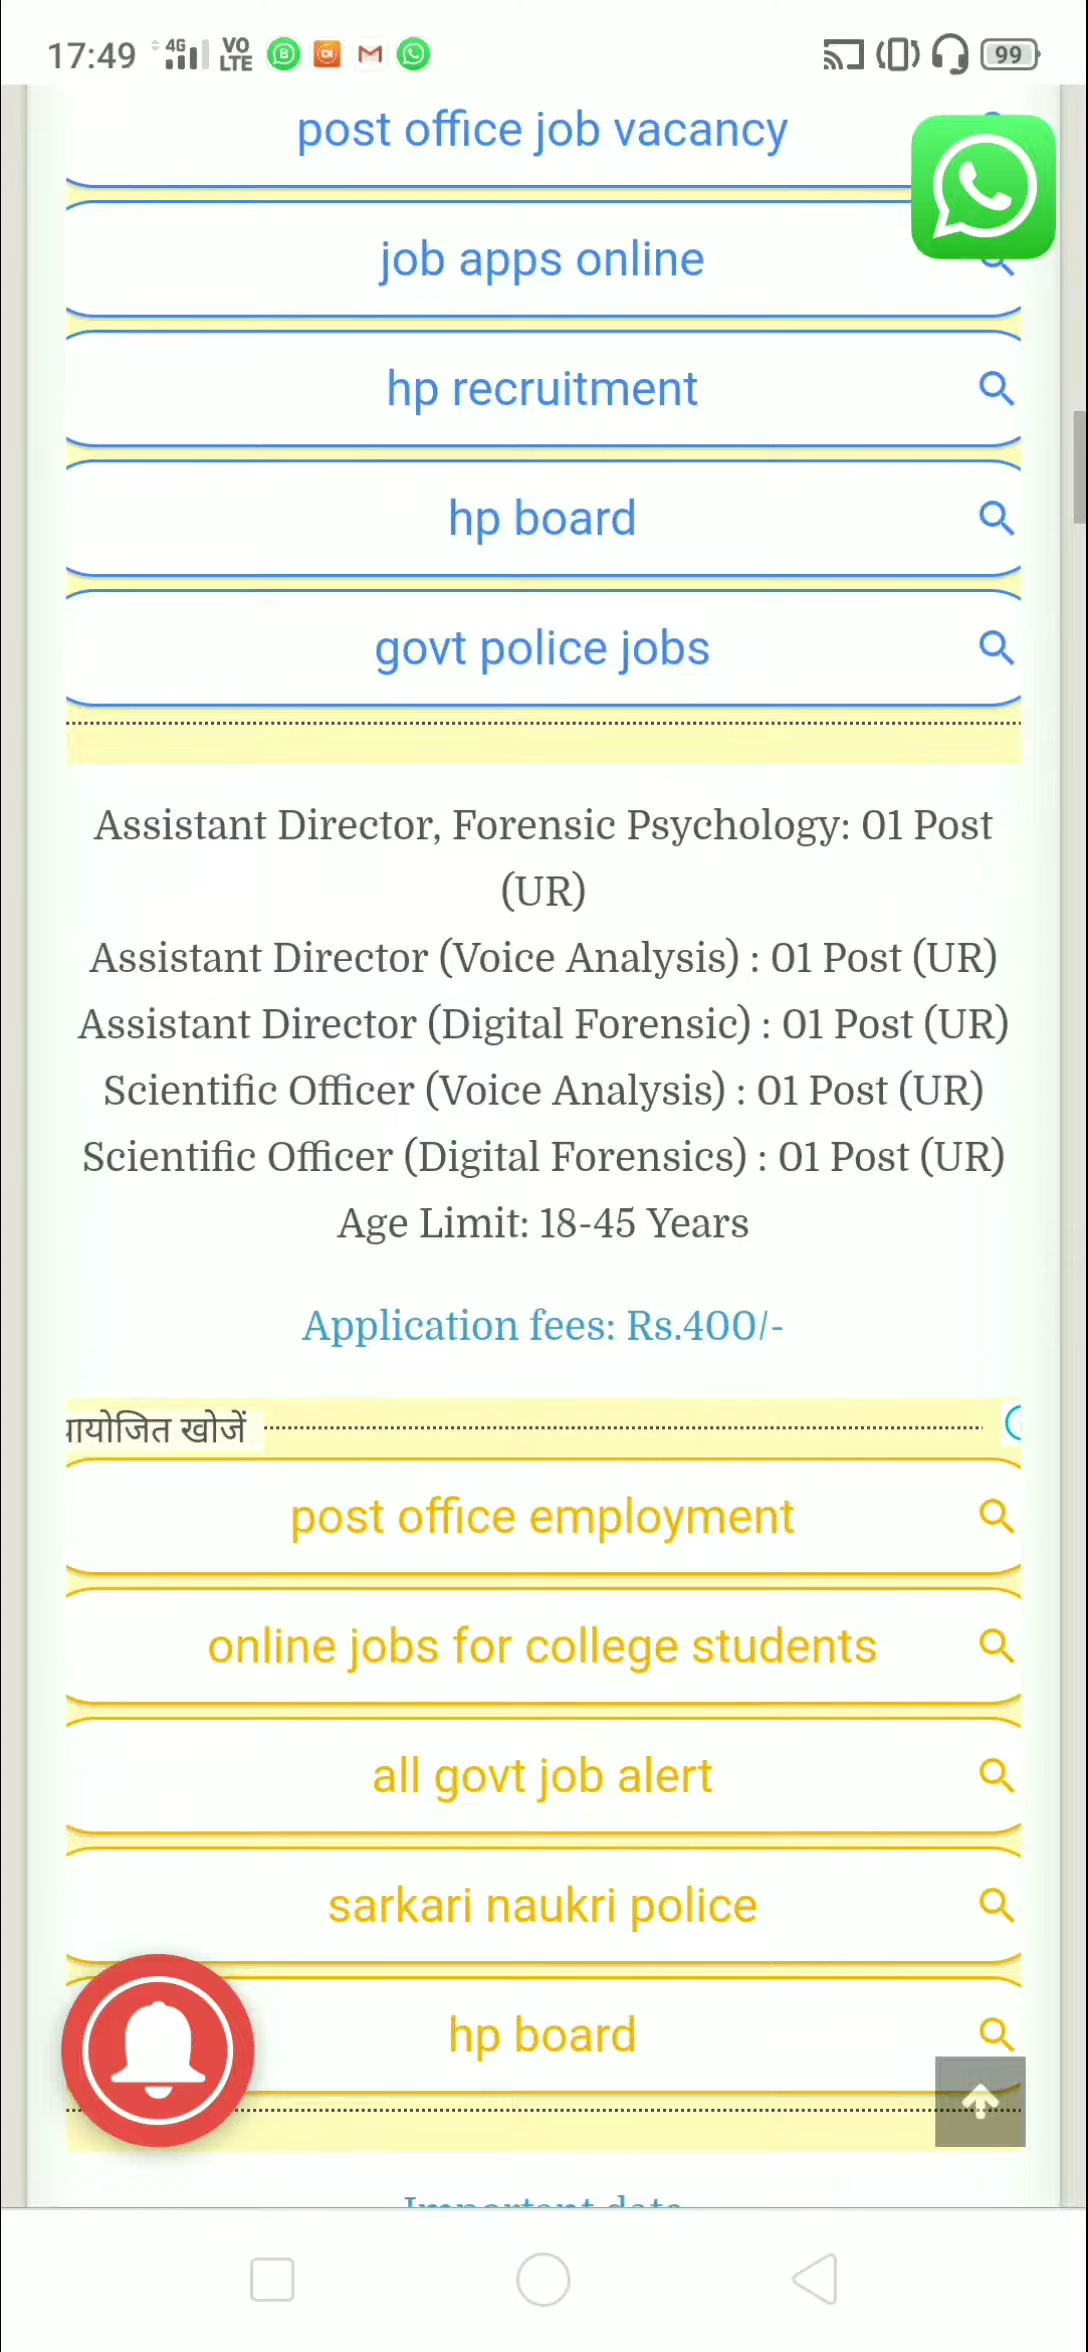 17:49 4G VO LTE B 99
post office job vacancy
job apps online
hp recruitment
hp board
govt police jobs
Assistant Director, Forensic Psychology: 01 Post
(UR)
Assistant Director (Voice Analysis) : 01 Post (UR)
Assistant Director (Digital Forensic) : 01 Post (UR)
Scientific Officer (Voice Analysis) : 01 Post (UR)
Scientific Officer (Digital Forensics) : 01 Post (UR)
Age Limit: 18-45 Years
Application fees: Rs.400/-
खोजें
post office employment
online jobs for college students
all govt job alert
sarkari naukri police
hp board